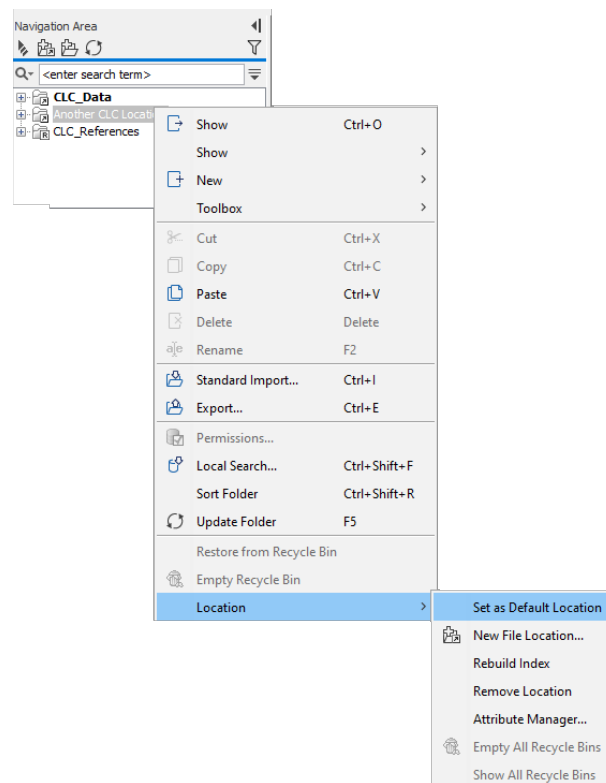 Navigation Area
<enter search term>
CLC_Data
Another CLC Locati
CLC_References
Show Ctrl+O
Show
New
Toolbox
Cut Ctrl+X
Copy Ctrl+C
Paste Ctrl+V
Delete Delete
Rename F2
Standard Import... Ctrl+I
Export... Ctrl+E
Permissions...
Local Search... Ctrl+Shift+F
Sort Folder Ctrl+Shift+R
Update Folder F5
Restore from Recycle Bin
Empty Recycle Bin
Location
Set as Default Location
New File Location...
Rebuild Index
Remove Location
Attribute Manager...
Empty All Recycle Bins
Show All Recycle Bins